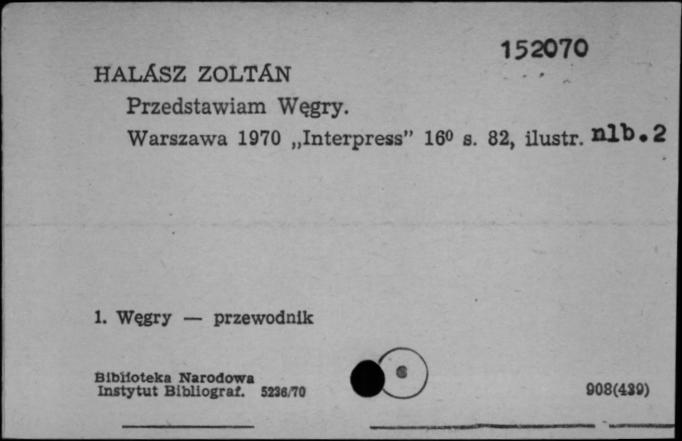 152070
HALÁSZ ZOLTÁN
Przedstawiam Węgry.
Warszawa 1970 „Interpress” 16⁰ s. 82, ilustr. nlb.2
1. Węgry — przewodnik
Biblioteka Narodowa
Instytut Bibliograf. 5236/70
908(439)